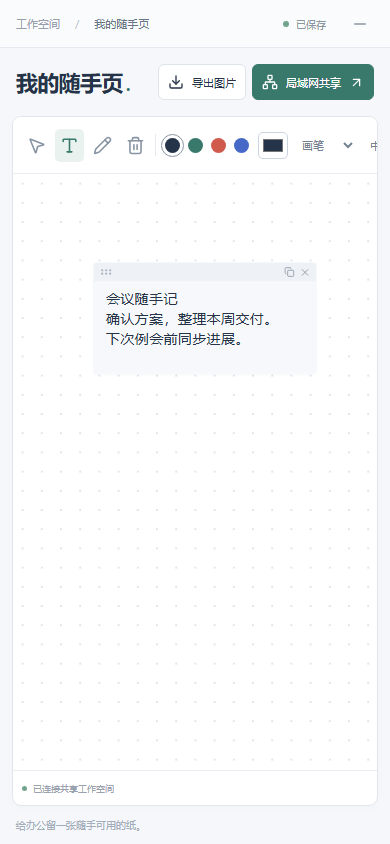 工作空间 / 我的随手页 已保存
我的随手页. 导出图片 局域网共享
画笔
会议随手记
确认方案，整理本周交付。
下次例会前同步进展。
已连接共享工作空间
给办公留一张随手可用的纸。